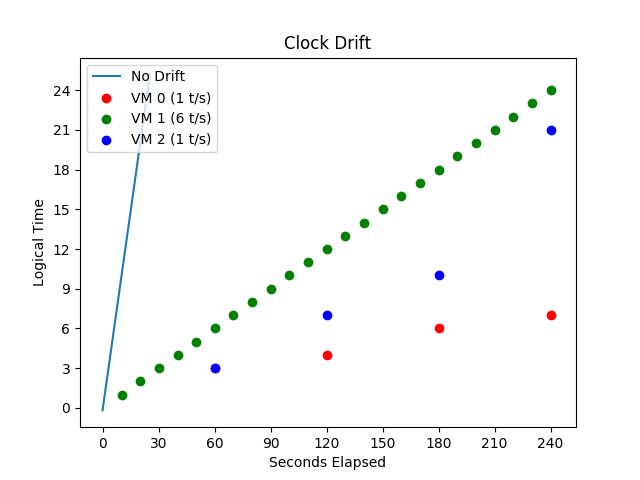 Clock Drift
No Drift
VM 0 (1 t/s)
VM 1 (6 t/s)
VM 2 (1 t/s)
Logical Time
24
21
18
15
12
9
6
3
0
0 30 60 90 120 150 180 210 240
Seconds Elapsed